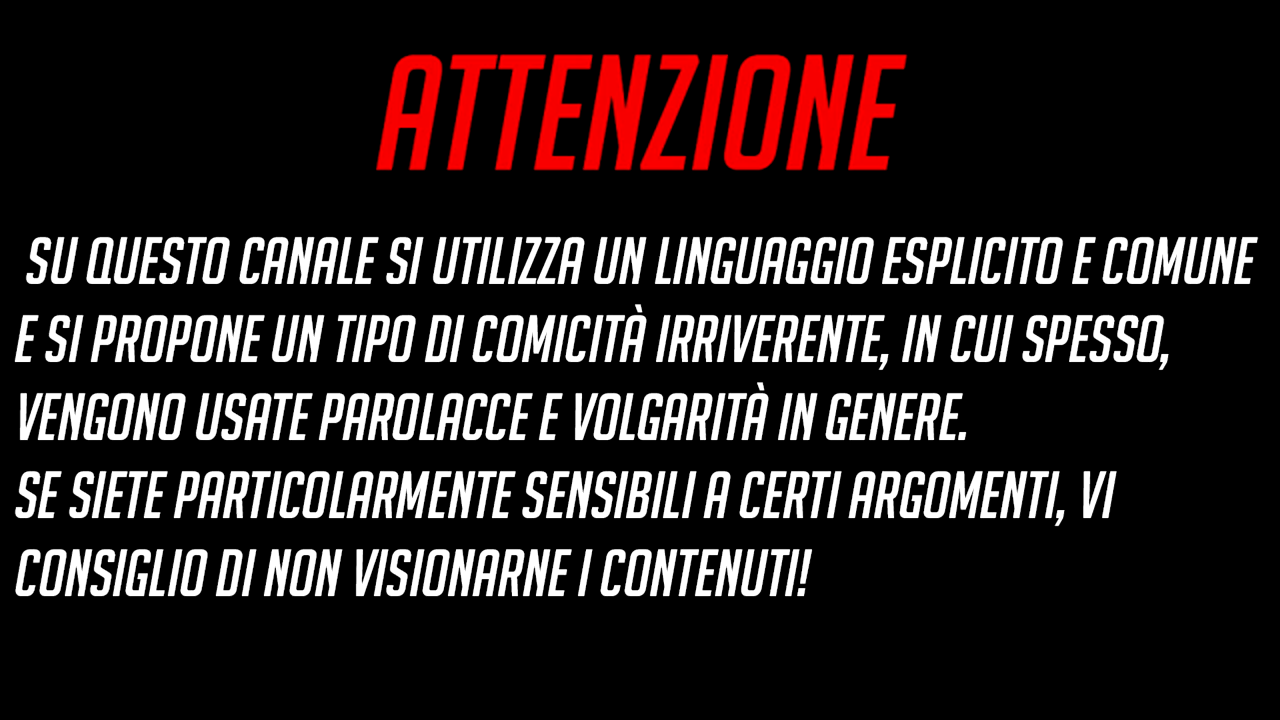 ATTENZIONE
SU QUESTO CANALE SI UTILIZZA UN LINGUAGGIO ESPLICITO E COMUNE
E SI PROPONE UN TIPO DI COMICITÀ IRRIVERENTE, IN CUI SPESSO,
VENGONO USATE PAROLACCE E VOLGARITÀ IN GENERE.
SE SIETE PARTICOLARMENTE SENSIBILI A CERTI ARGOMENTI, VI
CONSIGLIO DI NON VISIONARNE I CONTENUTI!